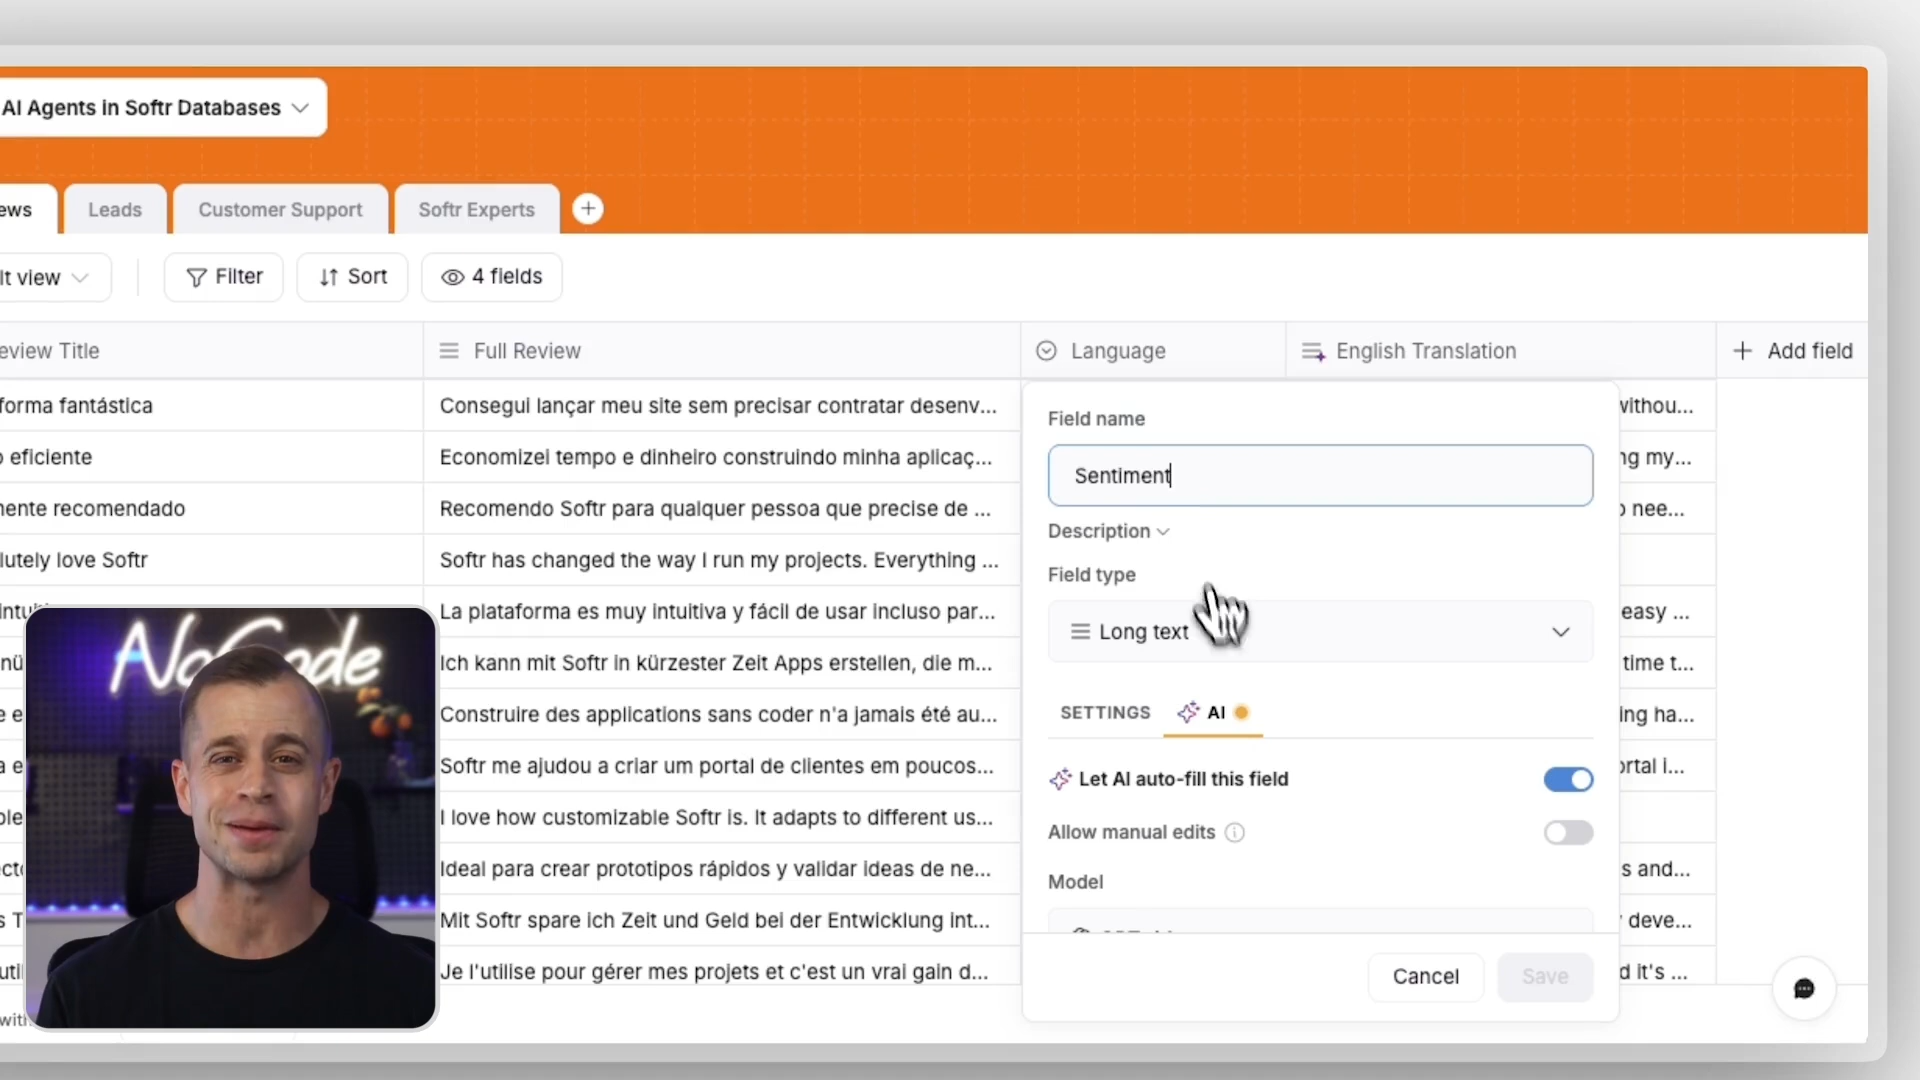 AI Agents in Softr Databases
ews
Leads
Customer Support
Softr Experts
lt view
Filter
Sort
4 fields
eview Title
Full Review
Language
English Translation
Add field
forma fantástica
Consegui lançar meu site sem precisar contratar desenv...
vithou...
o eficiente
Economizei tempo e dinheiro construindo minha aplicaç...
ng my...
nente recomendado
Recomendo Softr para qualquer pessoa que precise de ...
o nee...
lutely love Softr
Softr has changed the way I run my projects. Everything ...
La plataforma es muy intuitiva y fácil de usar incluso par...
easy ...
Ich kann mit Softr in kürzester Zeit Apps erstellen, die m...
time t...
Construire des applications sans coder n'a jamais été au...
ing ha...
Softr me ajudou a criar um portal de clientes em poucos...
ortal i...
I love how customizable Softr is. It adapts to different us...
Ideal para crear prototipos rápidos y validar ideas de ne...
s and...
Mit Softr spare ich Zeit und Geld bei der Entwicklung int...
deve...
Je l'utilise pour gérer mes projets et c'est un vrai gain d...
d it's ...
Field name
Sentiment
Description
Field type
Long text
SETTINGS
AI
Let AI auto-fill this field
Allow manual edits
Model
Cancel
Save
NoCode